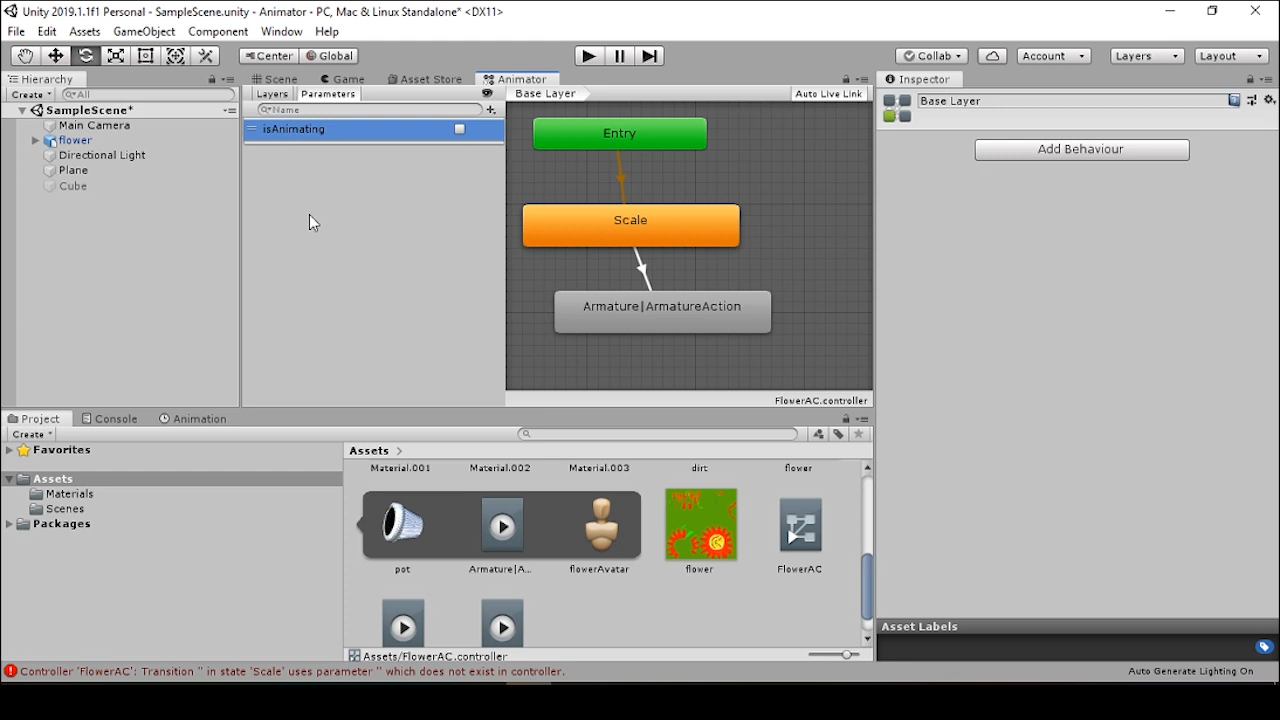 Unity 2019.1.1f1 Personal - SampleScene.unity - Animator - PC, Mac & Linux Standalone* <DX11>
File Edit Assets GameObject Component Window Help
Center Global Collab Account Layers Layout
Hierarchy Scene Game Asset Store Animator Inspector
Create All Layers Parameters Base Layer Auto Live Link
SampleScene* Name Base Layer
Main Camera isAnimating Entry
flower Add Behaviour
Directional Light
Plane
Cube
Scale
Armature|ArmatureAction
FlowerAC.controller
Project Console Animation
Create
Favorites Assets
Assets Material.001 Material.002 Material.003 dirt flower
Materials
Scenes
Packages
pot Armature|A... flowerAvatar flower FlowerAC
Asset Labels
Assets/FlowerAC.controller
Controller 'FlowerAC': Transition '' in state 'Scale' uses parameter '' which does not exist in controller. Auto Generate Lighting On